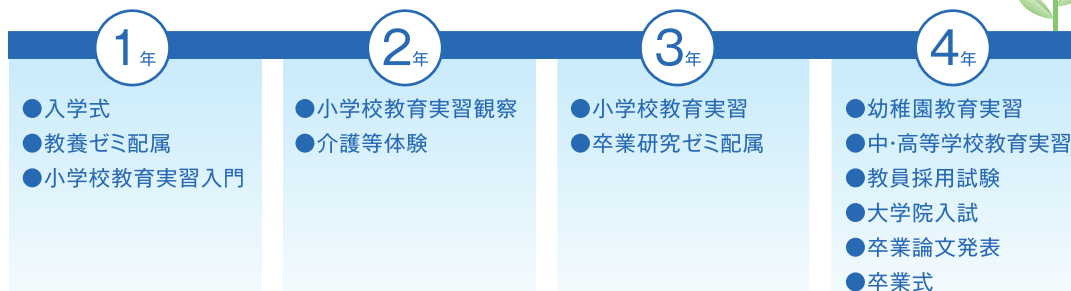 1年
●入学式
●教養ゼミ配属
●小学校教育実習入門
2年
●小学校教育実習観察
●介護等体験
3年
●小学校教育実習
●卒業研究ゼミ配属
4年
●幼稚園教育実習
●中・高等学校教育実習
●教員採用試験
●大学院入試
●卒業論文発表
●卒業式